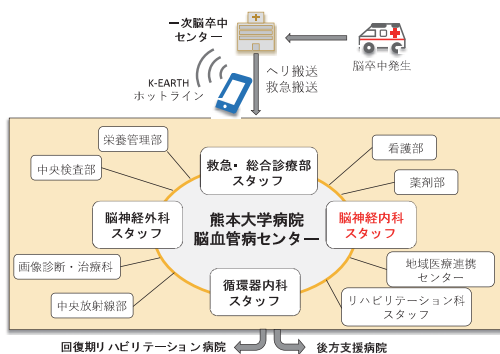 一次脳卒中
センター
K-EARTH
ホットライン
ヘリ搬送
救急搬送
脳卒中発生
栄養管理部
中央検査部
救急・総合診療部
スタッフ
看護部
薬剤部
脳神経外科
スタッフ
熊本大学病院
脳血管病センター
脳神経内科
スタッフ
画像診断・治療科
中央放射線部
循環器内科
スタッフ
地域医療連携
センター
リハビリテーション科
スタッフ
回復期リハビリテーション病院
後方支援病院